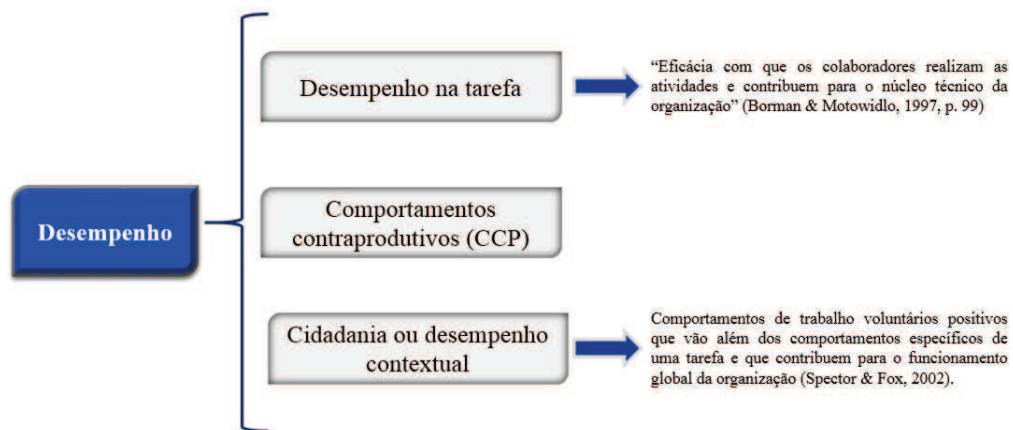 Desempenho
Desempenho na tarefa
“Eficácia com que os colaboradores realizam as
atividades e contribuem para o núcleo técnico da
organização” (Borman & Motowidlo, 1997, p. 99)
Comportamentos
contraprodutivos (CCP)
Cidadania ou desempenho
contextual
Comportamentos de trabalho voluntários positivos
que vão além dos comportamentos específicos de
uma tarefa e que contribuem para o funcionamento
global da organização (Spector & Fox, 2002).